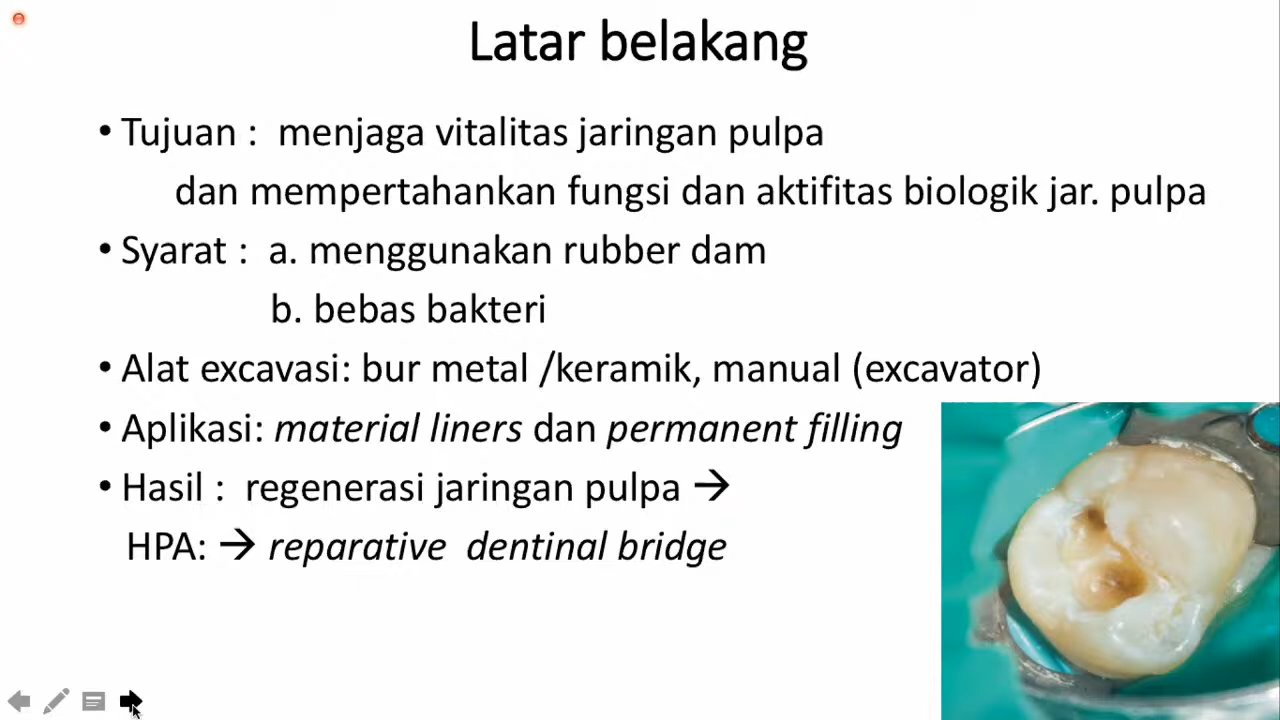 Latar belakang
• Tujuan :  menjaga vitalitas jaringan pulpa
dan mempertahankan fungsi dan aktifitas biologik jar. pulpa
• Syarat :  a. menggunakan rubber dam
b. bebas bakteri
• Alat excavasi: bur metal /keramik, manual (excavator)
• Aplikasi: material liners dan permanent filling
• Hasil :  regenerasi jaringan pulpa →
HPA: → reparative  dentinal bridge